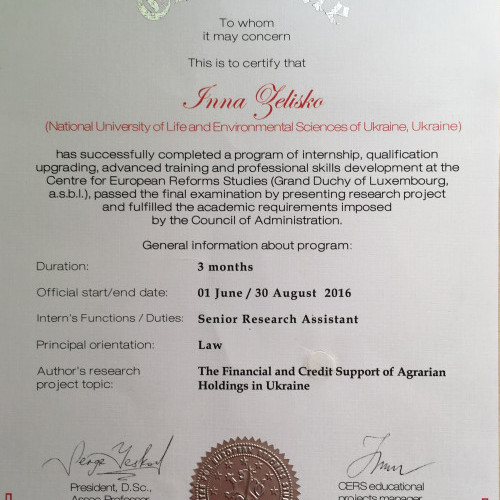 To whom
it may concern
This is to certify that
Inna Zelisko
(National University of Life and Environmental Sciences of Ukraine, Ukraine)
has successfully completed a program of internship, qualification
upgrading, advanced training and professional skills development at the
Centre for European Reforms Studies (Grand Duchy of Luxembourg,
a.s.b.l.), passed the final examination by presenting research project
and fulfilled the academic requirements imposed
by the Council of Administration.
General information about program:
Duration: 3 months
Official start/end date: 01 June / 30 August 2016
Intern's Functions / Duties: Senior Research Assistant
Principal orientation: Law
Author's research The Financial and Credit Support of Agrarian
project topic: Holdings in Ukraine
President, D.Sc., CERS educational
Assoc. Professor projects manager